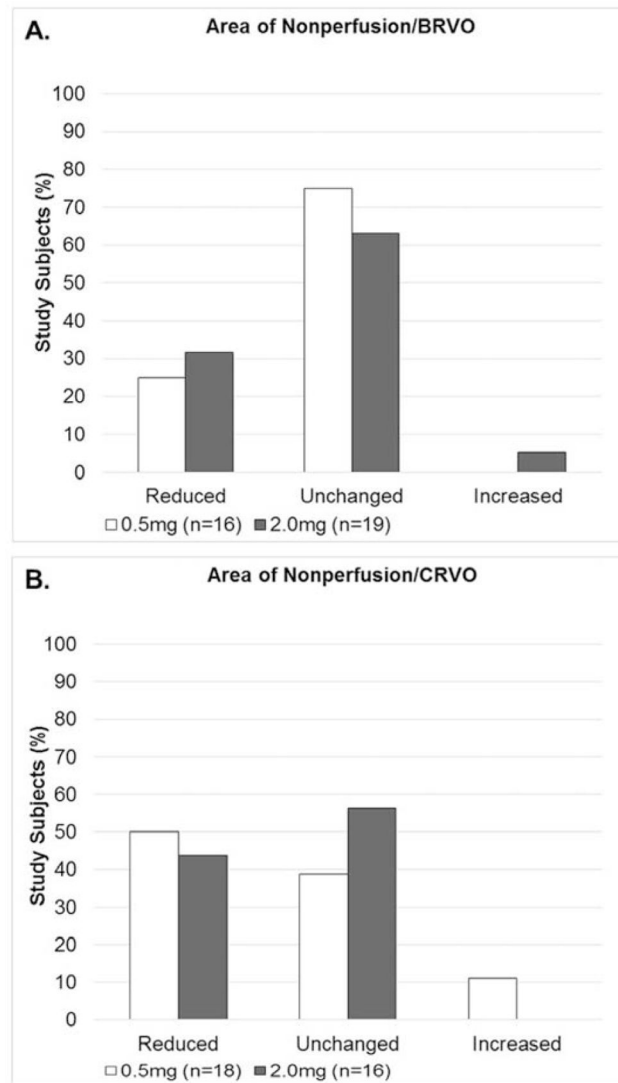 A.
Area of Nonperfusion/BRVO
Study Subjects (%)
100
90
80
70
60
50
40
30
20
10
0
Reduced Unchanged Increased
0.5mg (n=16) 2.0mg (n=19)
B.
Area of Nonperfusion/CRVO
Study Subjects (%)
100
90
80
70
60
50
40
30
20
10
0
Reduced Unchanged Increased
0.5mg (n=18) 2.0mg (n=16)